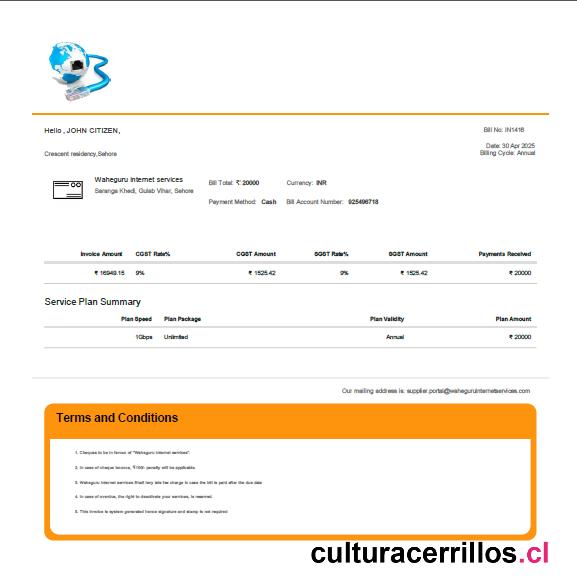 Hello , JOHN CITIZEN,
Bill No: IN1416
Date: 30 Apr 2025
Crescent residency,Sehore
Billing Cycle: Annual
Waheguru internet services
Saranga Khedi, Gulab Vihar, Sehore
Bill Total: ₹ 20000 Currency: INR
Payment Method: Cash Bill Account Number: 925496718
Invoice Amount CGST Rate% CGST Amount SGST Rate% SGST Amount Payments Received
₹ 16949.15 9% ₹ 1525.42 9% ₹ 1525.42 ₹ 20000
Service Plan Summary
Plan Speed Plan Package Plan Validity Plan Amount
1Gbps Unlimited Annual ₹ 20000
Our mailing address is: supplier.portal@waheguruinternetservices.com
Terms and Conditions
1. Cheques to be in favour of "Waheguru internet services".
2. In case of cheque bounce, ₹100/- penalty will be applicable.
3. Waheguru internet services Shall levy late fee charge in case the bill is paid after the due date
4. In case of overdue, the right to deactivate your services, is reserved.
5. This invoice is system generated hence signature and stamp is not required
culturacerrillos.cl